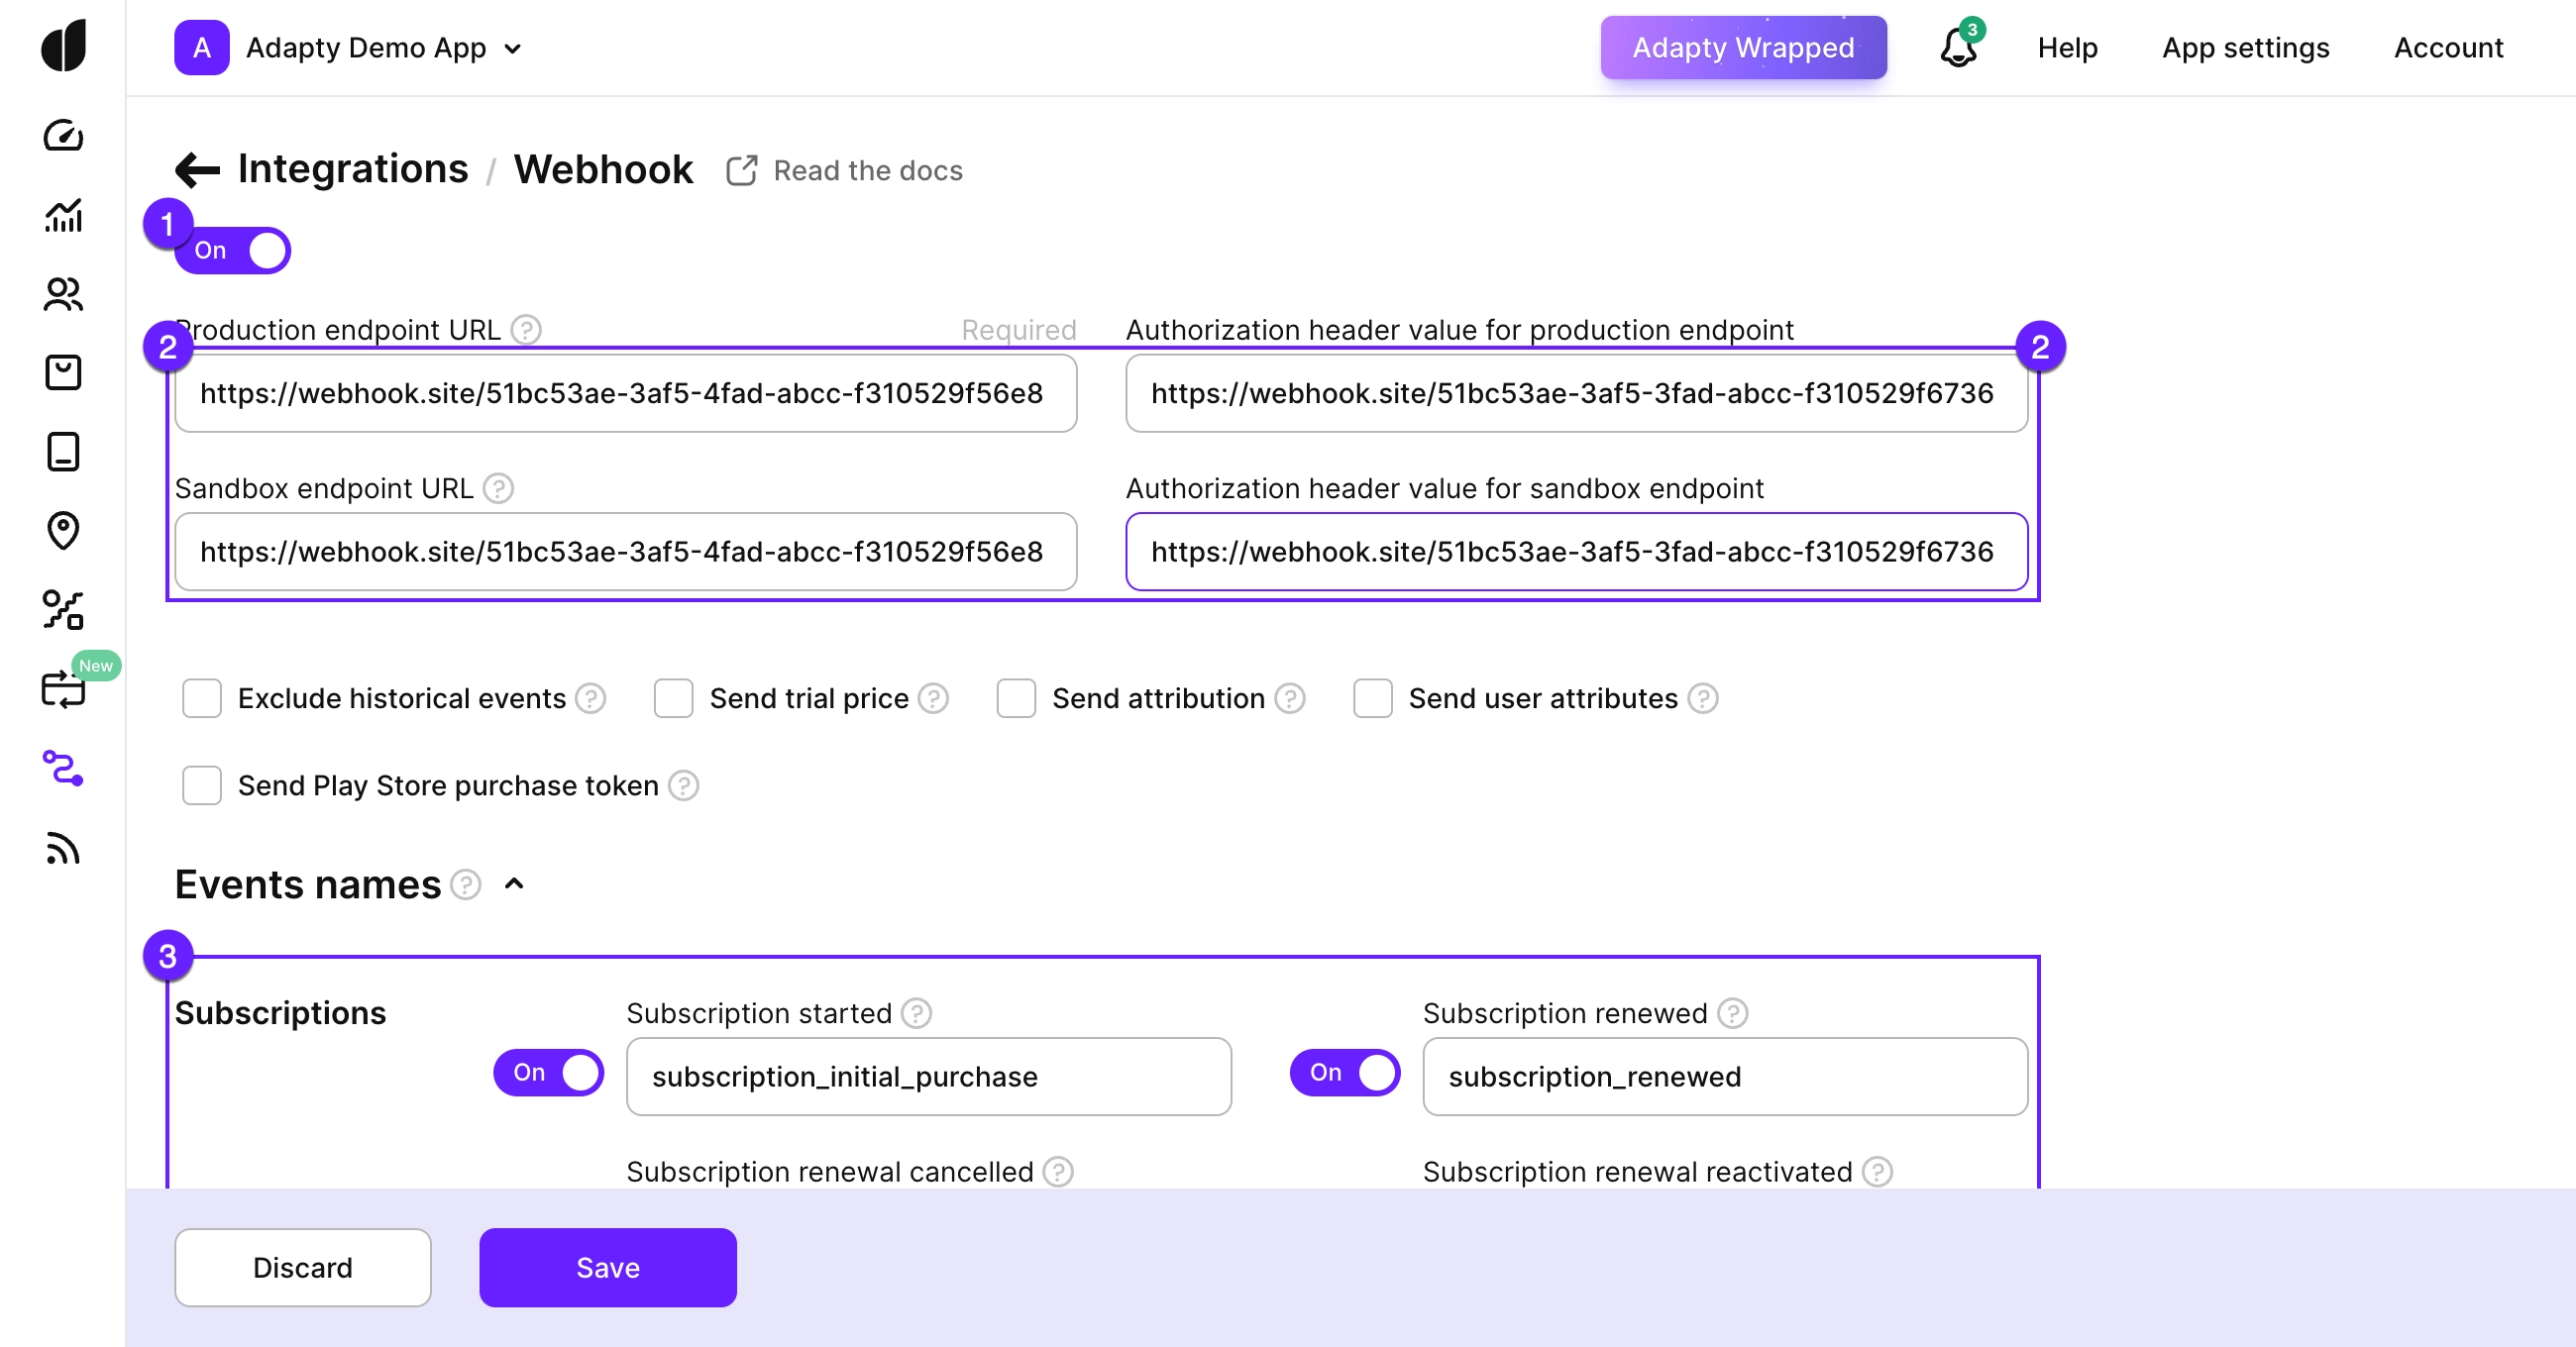 A Adapty Demo App
Adapty Wrapped
3
Help
App settings
Account
Integrations / Webhook
Read the docs
1
On
Production endpoint URL ?
Required
Authorization header value for production endpoint
2
2
https://webhook.site/51bc53ae-3af5-4fad-abcc-f310529f56e8
https://webhook.site/51bc53ae-3af5-3fad-abcc-f310529f6736
Sandbox endpoint URL ?
Authorization header value for sandbox endpoint
https://webhook.site/51bc53ae-3af5-4fad-abcc-f310529f56e8
https://webhook.site/51bc53ae-3af5-3fad-abcc-f310529f6736
New
Exclude historical events ?
Send trial price ?
Send attribution ?
Send user attributes ?
Send Play Store purchase token ?
Events names ?
3
Subscriptions
Subscription started ?
Subscription renewed ?
On
subscription_initial_purchase
On
subscription_renewed
Subscription renewal cancelled ?
Subscription renewal reactivated ?
Discard
Save